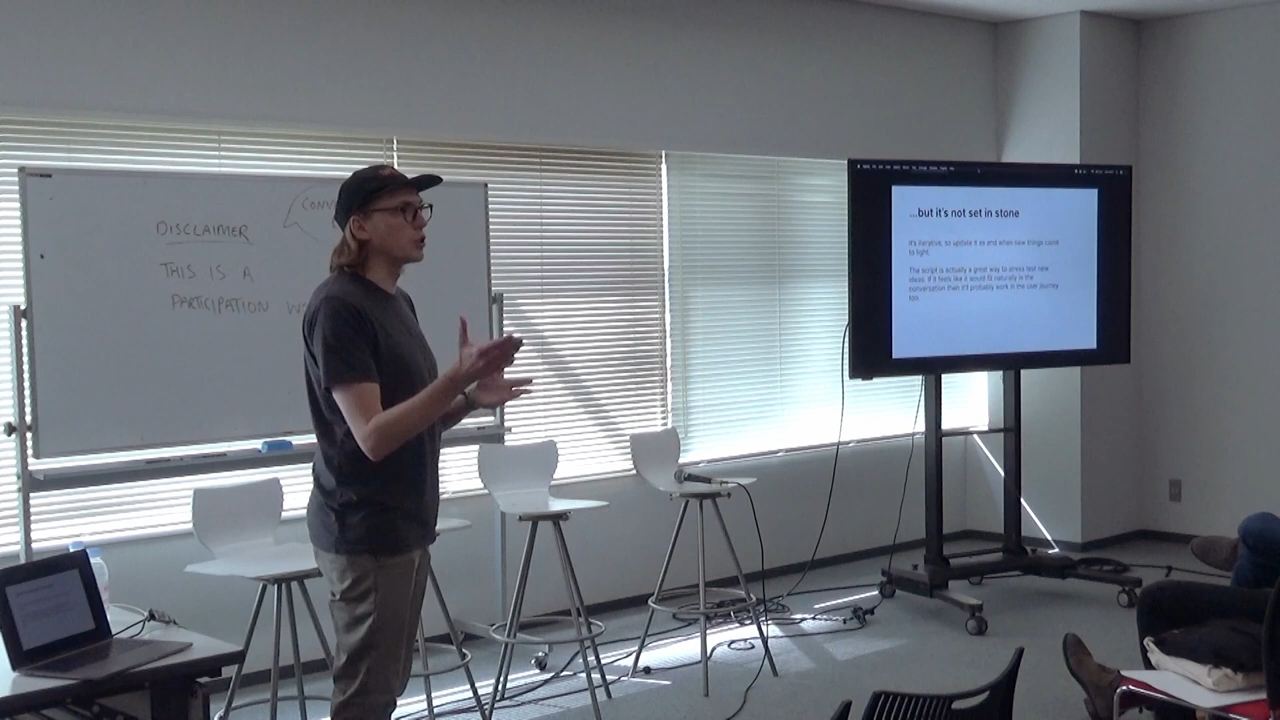 DISCLAIMER
THIS IS A
PARTICIPATION
...but it's not set in stone
It's iterative, so update it as and when new things come
to light.
The script is actually a great way to stress test new
ideas. If it feels like it would fit naturally in the
conversation then it'll probably work in the user journey
too.